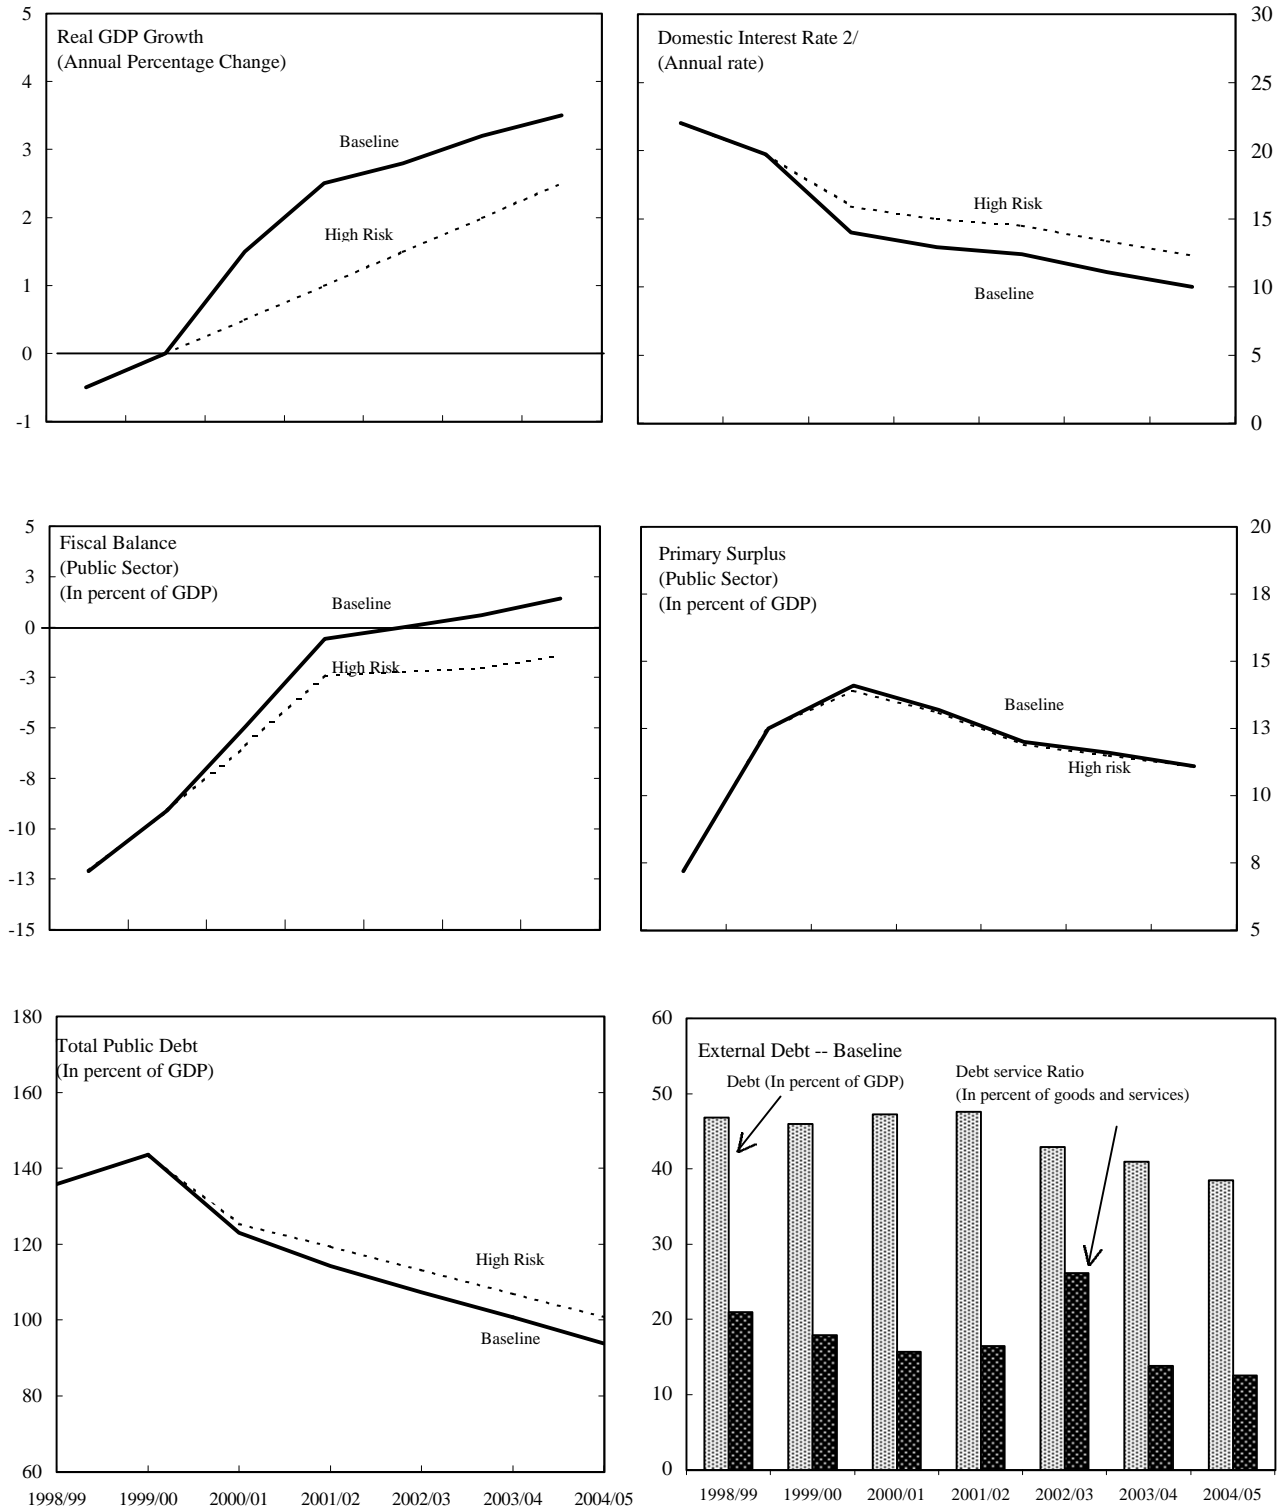 Real GDP Growth
(Annual Percentage Change)
5
4
3
2
1
0
-1
Baseline
High Risk
Domestic Interest Rate 2/
(Annual rate)
30
25
20
15
10
5
0
High Risk
Baseline
Fiscal Balance
(Public Sector)
(In percent of GDP)
5
3
0
-3
-5
-8
-10
-13
-15
Baseline
High Risk
Primary Surplus
(Public Sector)
(In percent of GDP)
20
18
15
13
10
8
5
Baseline
High risk
Total Public Debt
(In percent of GDP)
180
160
140
120
100
80
60
High Risk
Baseline
1998/99 1999/00 2000/01 2001/02 2002/03 2003/04 2004/05
External Debt -- Baseline
Debt (In percent of GDP)
Debt service Ratio
(In percent of goods and services)
60
50
40
30
20
10
0
1998/99 1999/00 2000/01 2001/02 2002/03 2003/04 2004/05